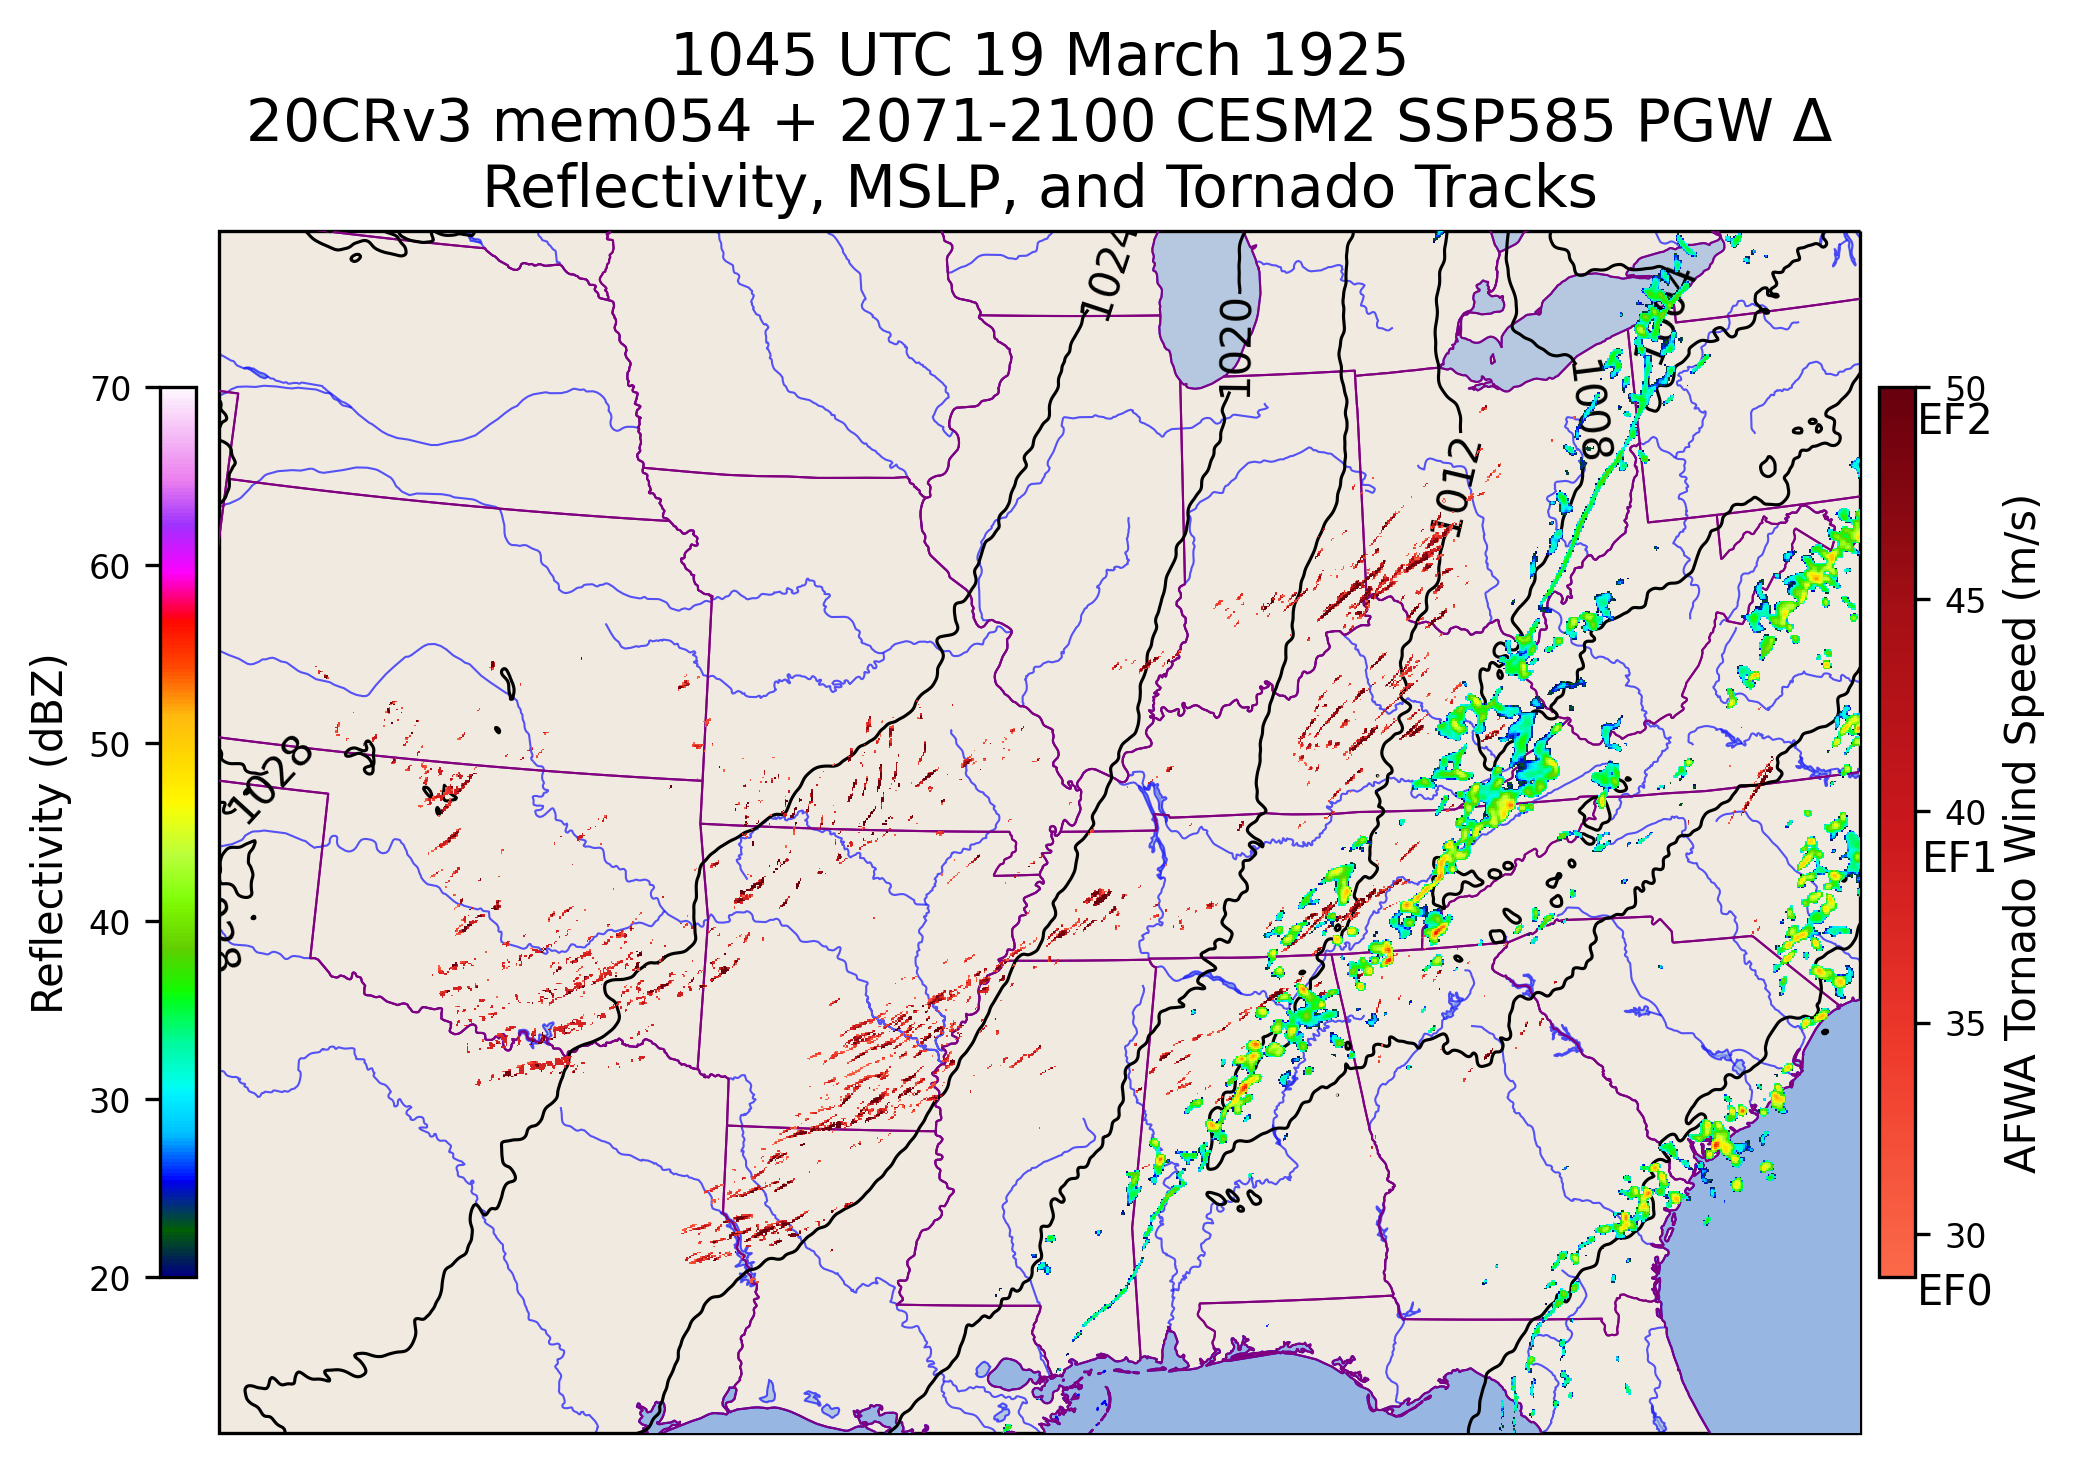 1045 UTC 19 March 1925
20CRv3 mem054 + 2071-2100 CESM2 SSP585 PGW Δ
Reflectivity, MSLP, and Tornado Tracks
1024
1020
1008
1012
1028
70
60
50
40
30
20
Reflectivity (dBZ)
50
EF2
45
40
EF1
35
30
EF0
AFWA Tornado Wind Speed (m/s)